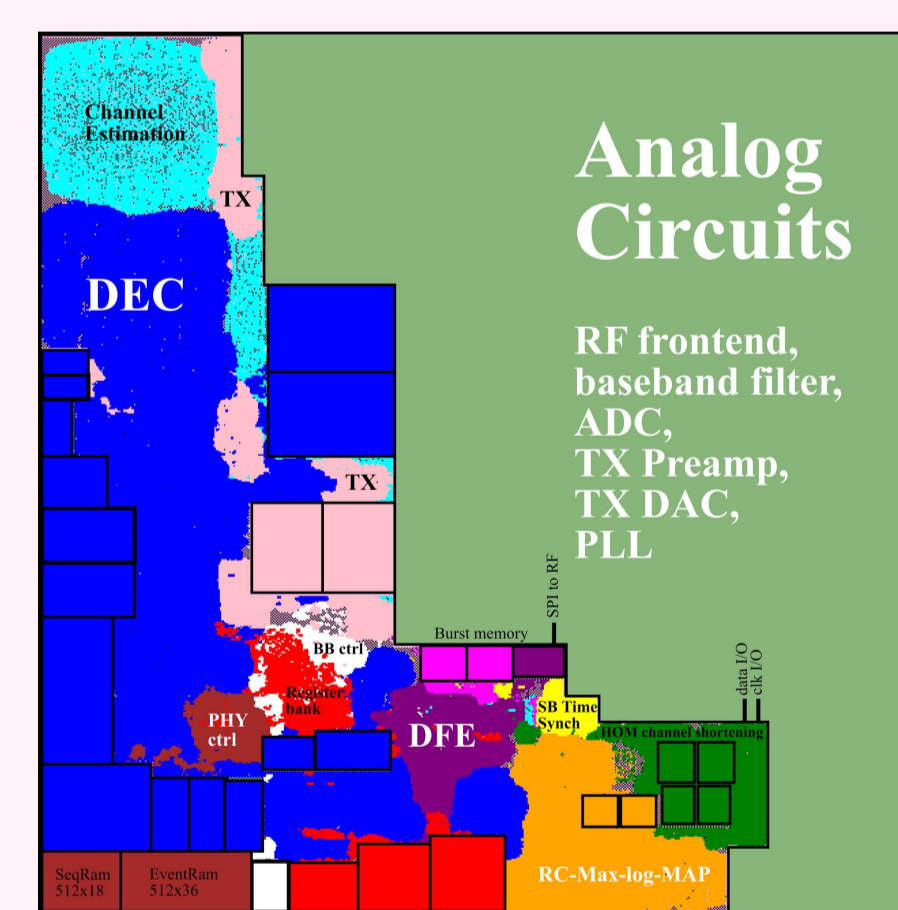 Channel
Estimation
TX
DEC
Analog
Circuits
RF frontend,
baseband filter,
ADC,
TX Preamp,
TX DAC,
PLL
TX
SPI to RF
Burst memory
BB ctrl
Register
bank
PHY
ctrl
DFE
SB Time
Synch
data I/O
clk I/O
HOM channel shortening
RC-Max-log-MAP
SeqRam
512x18
EventRam
512x36